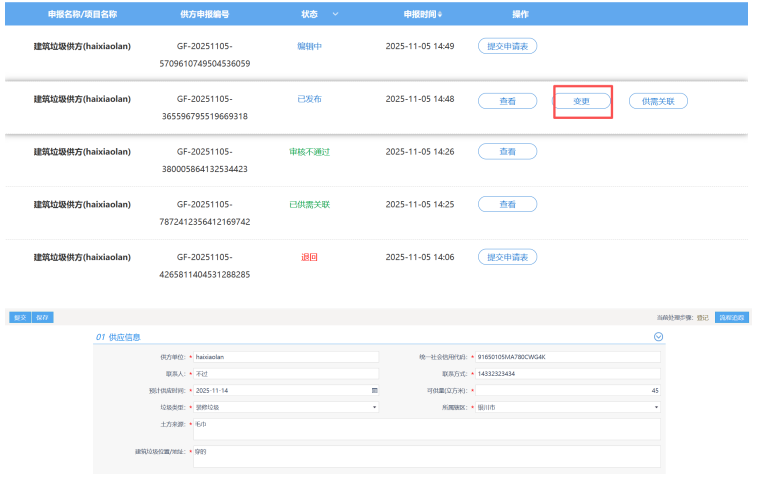 申报名称/项目名称 供方申报编号 状态 申报时间 操作
建筑垃圾供方(haixiaolan) GF-20251105- 编辑中 2025-11-05 14:49 提交申请表
5709610749504536059
建筑垃圾供方(haixiaolan) GF-20251105- 已发布 2025-11-05 14:48 查看 变更 供需关联
365596795519669318
建筑垃圾供方(haixiaolan) GF-20251105- 审核不通过 2025-11-05 14:26 查看
380005864132534423
建筑垃圾供方(haixiaolan) GF-20251105- 已供需关联 2025-11-05 14:25 查看
7872412356412169742
建筑垃圾供方(haixiaolan) GF-20251105- 退回 2025-11-05 14:06 提交申请表
4265811404531288285
提交 保存 当前处理步骤：登记 流程追踪
01 供应信息
供方单位： * haixiaolan 统一社会信用代码： * 91650105MA780CWG4K
联系人： * 不过 联系方式： * 14332323434
预计供应时间： * 2025-11-14 可供量(立方米)： * 45
垃圾类型： * 装修垃圾 所属辖区： * 银川市
土方来源： * 毛巾
建筑垃圾位置/地址： * 穿的